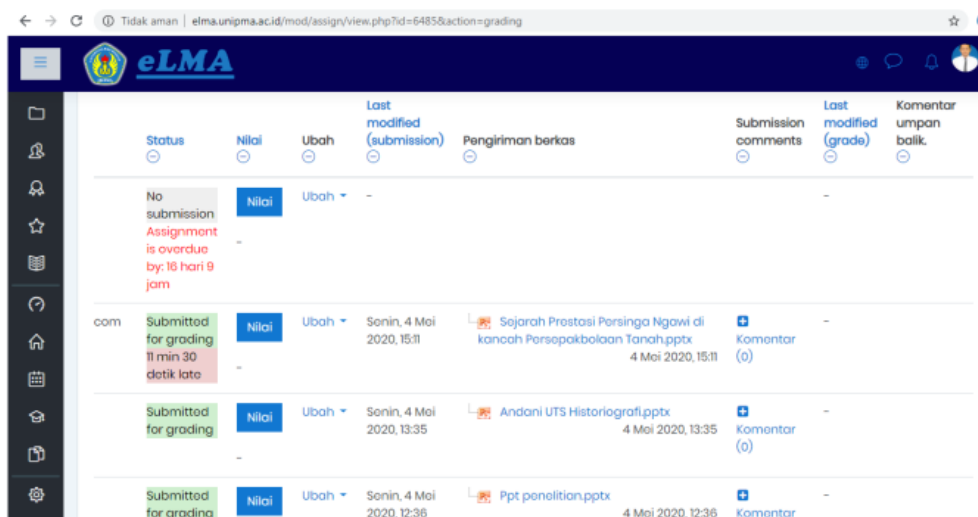 Tidak aman | elma.unipma.ac.id/mod/assign/view.php?id=6485&action=grading
eLMA
Status
Nilai
Ubah
Last modified (submission)
Pengiriman berkas
Submission comments
Last modified (grade)
Komentar umpan balik.
No submission
Assignment is overdue by: 16 hari 9 jam
Nilai
-
Ubah
-
-
com
Submitted for grading
11 min 30 detik late
Nilai
-
Ubah
Senin, 4 Mei 2020, 15:11
Sejarah Prestasi Persinga Ngawi di kancah Persepakbolaan Tanah.pptx
4 Mei 2020, 15:11
Komentar (0)
-
Submitted for grading
Nilai
-
Ubah
Senin, 4 Mei 2020, 13:35
Andani UTS Historiografi.pptx
4 Mei 2020, 13:35
Komentar (0)
-
Submitted for grading
Nilai
Ubah
Senin, 4 Mei 2020, 12:36
Ppt penelitian.pptx
4 Mei 2020, 12:36
Komentar
-